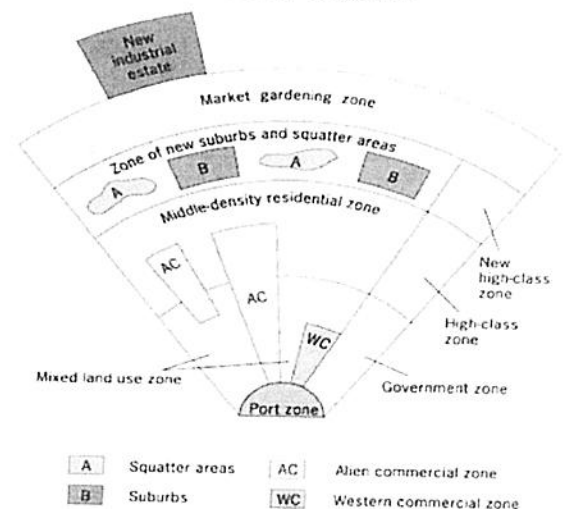 New
industrial
estate
Market gardening zone
Zone of new suburbs and squatter areas
A
B
A
B
Middle-density residential zone
AC
AC
New
high-class
zone
High-class
zone
WC
Mixed land use zone
Government zone
Port zone
A Squatter areas
AC Alien commercial zone
B Suburbs
WC Western commercial zone